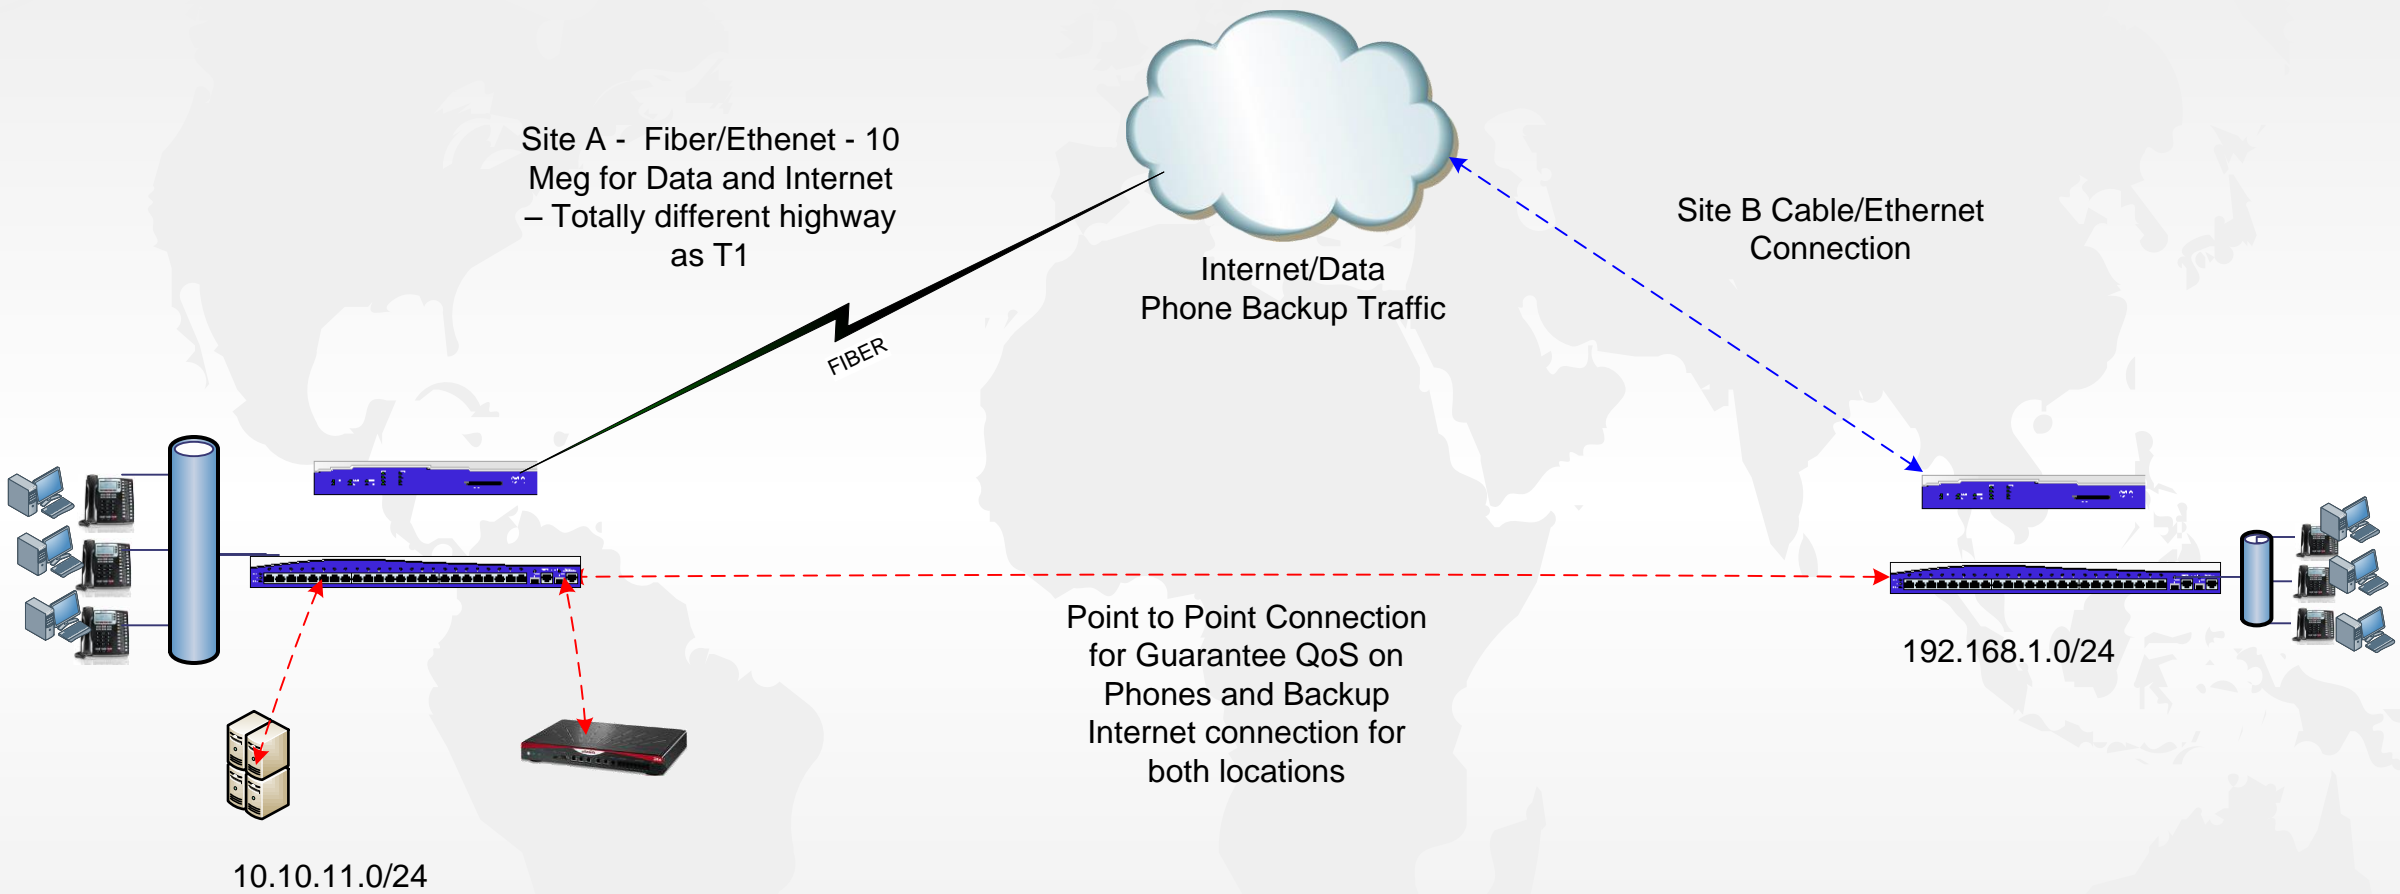 Site A -  Fiber/Ethenet - 10
Meg for Data and Internet
– Totally different highway
as T1
Internet/Data
Phone Backup Traffic
Site B Cable/Ethernet
Connection
FIBER
Point to Point Connection
for Guarantee QoS on
Phones and Backup
Internet connection for
both locations
192.168.1.0/24
10.10.11.0/24